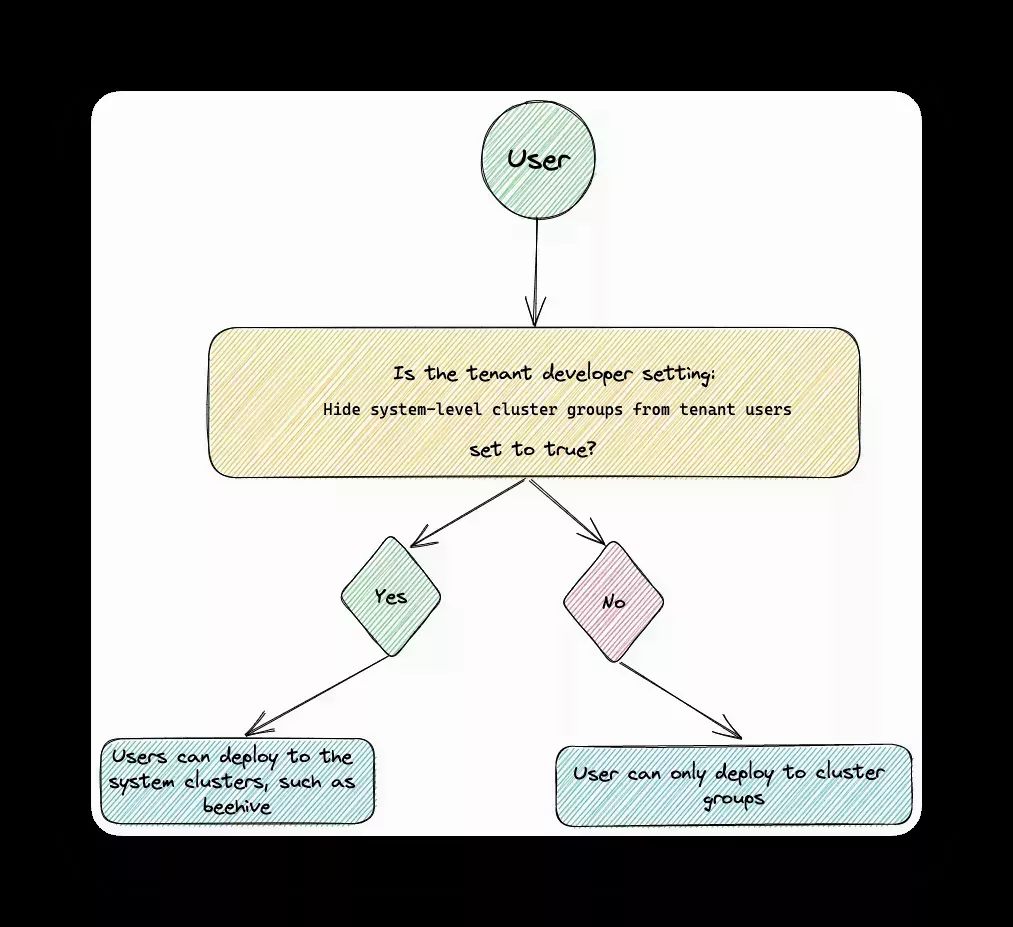 User
Is the tenant developer setting:
Hide system-level cluster groups from tenant users
set to true?
Yes
No
Users can deploy to the
system clusters, such as
beehive
User can only deploy to cluster
groups